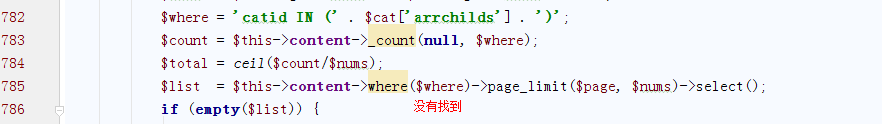 782 $where = 'catid IN (' . $cat['arrchilds'] . ')';
783 $count = $this->content->_count(null, $where);
784 $total = ceil($count/$nums);
785 $list  = $this->content->where($where)->page_limit($page, $nums)->select();
786 if (empty($list)) {
没有找到